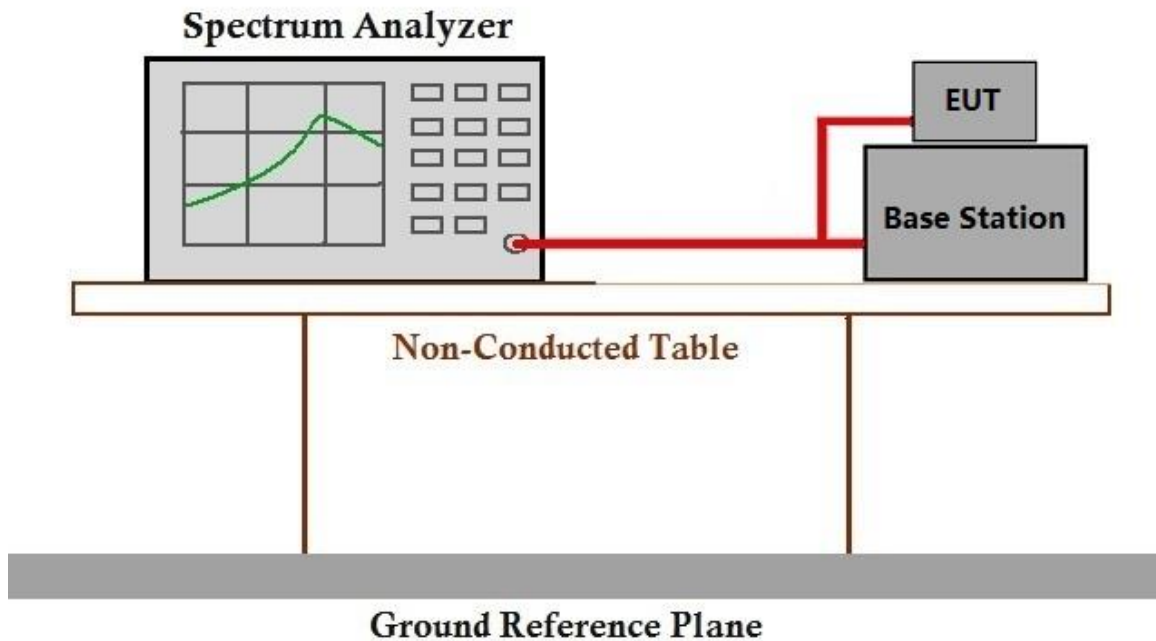 Spectrum Analyzer
EUT
Base Station
Non-Conducted Table
Ground Reference Plane